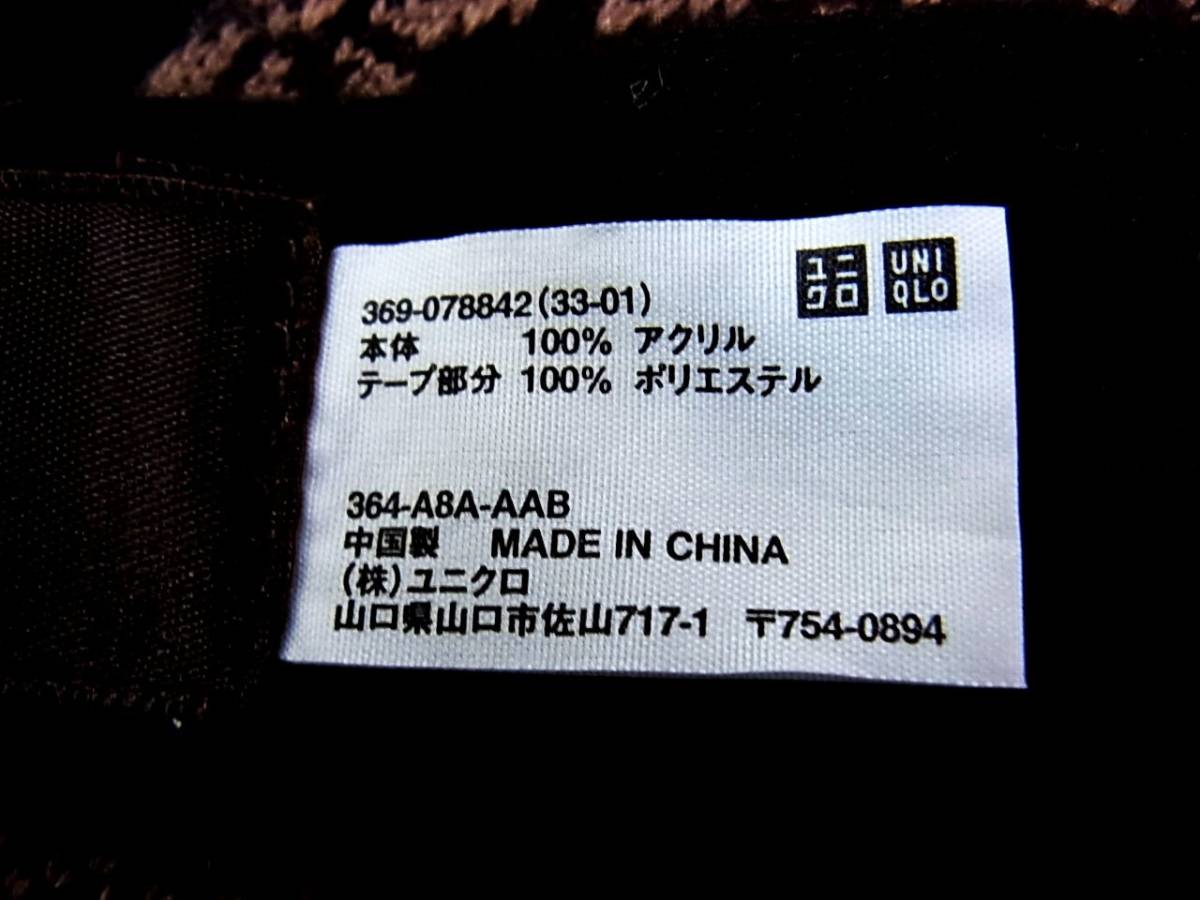 ユニクロ UNIQLO
369-078842(33-01)
本体 100% アクリル
テープ部分 100% ポリエステル
364-A8A-AAB
中国製 MADE IN CHINA
(株)ユニクロ
山口県山口市佐山717-1 〒754-0894